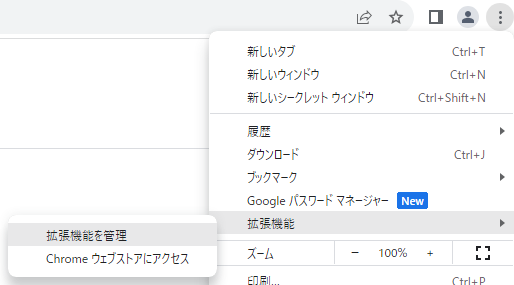 新しいタブ Ctrl+T
新しいウィンドウ Ctrl+N
新しいシークレット ウィンドウ Ctrl+Shift+N
履歴
ダウンロード Ctrl+J
ブックマーク
Google パスワード マネージャー New
拡張機能
拡張機能を管理
Chrome ウェブストアにアクセス
ズーム − 100% +
印刷... Ctrl+P